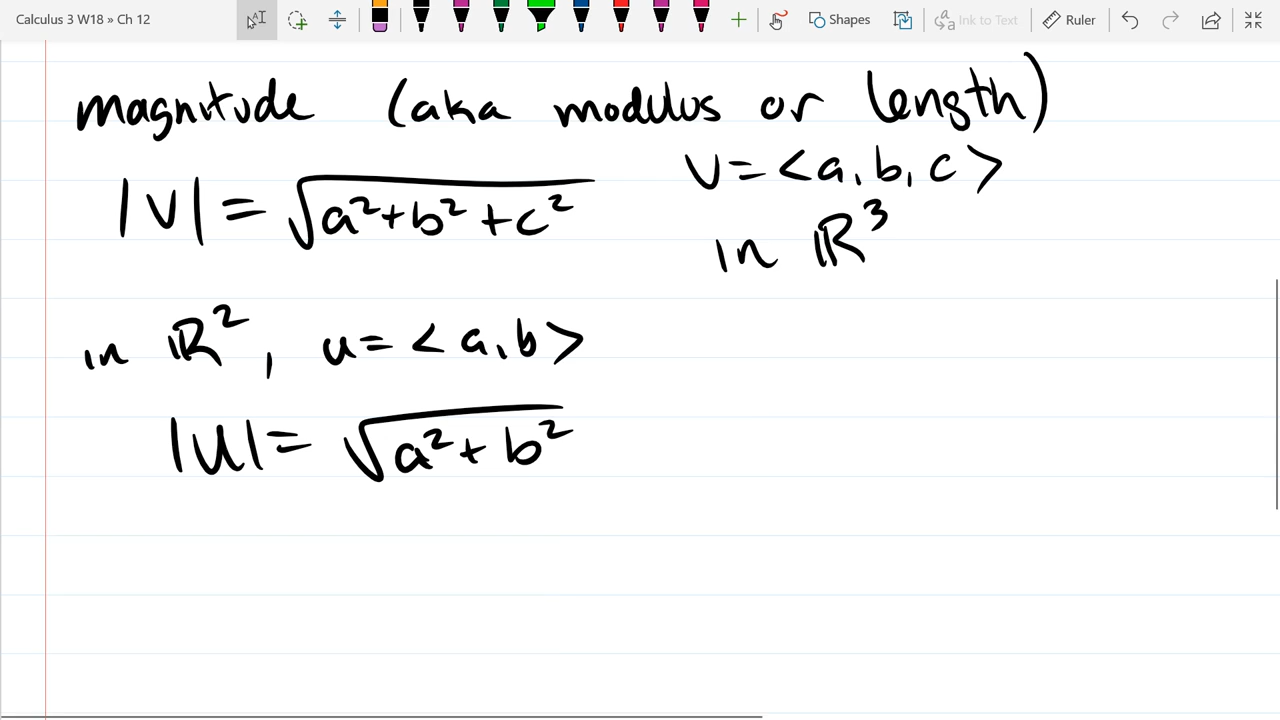 Calculus 3 W18 » Ch 12
Shapes
Ink to Text
Ruler
magnitude (aka modulus or length)
|v| = √a²+b²+c²
v = <a, b, c>
in ℝ³
in ℝ², u = <a, b>
|u| = √a²+b²